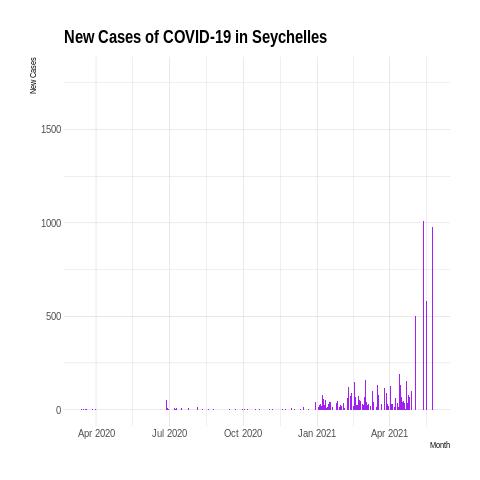 New Cases of COVID-19 in Seychelles
New Cases
1500
1000
500
0
Apr 2020 Jul 2020 Oct 2020 Jan 2021 Apr 2021
Month